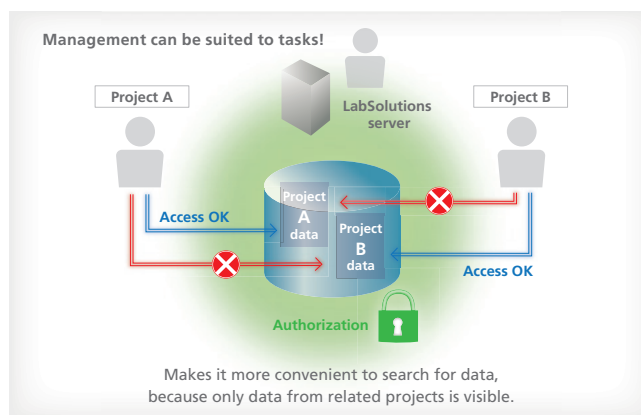 Management can be suited to tasks!
Project A
Project B
LabSolutions
server
Project
A
data
Access OK
Project
B
data
Access OK
Authorization
Makes it more convenient to search for data,
because only data from related projects is visible.